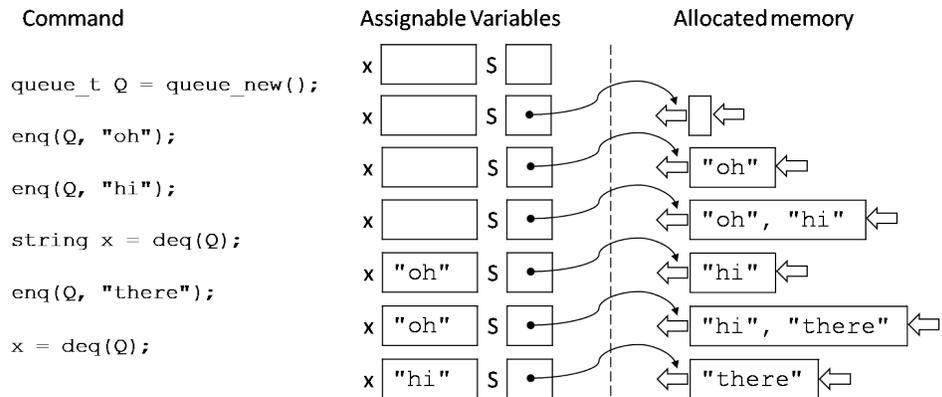 Command Assignable Variables Allocated memory
x S
queue_t Q = queue_new();
x S
enq(Q, "oh");
x S "oh"
enq(Q, "hi");
x S "oh", "hi"
string x = deq(Q);
x "oh" S "hi"
enq(Q, "there");
x "oh" S "hi", "there"
x = deq(Q);
x "hi" S "there"